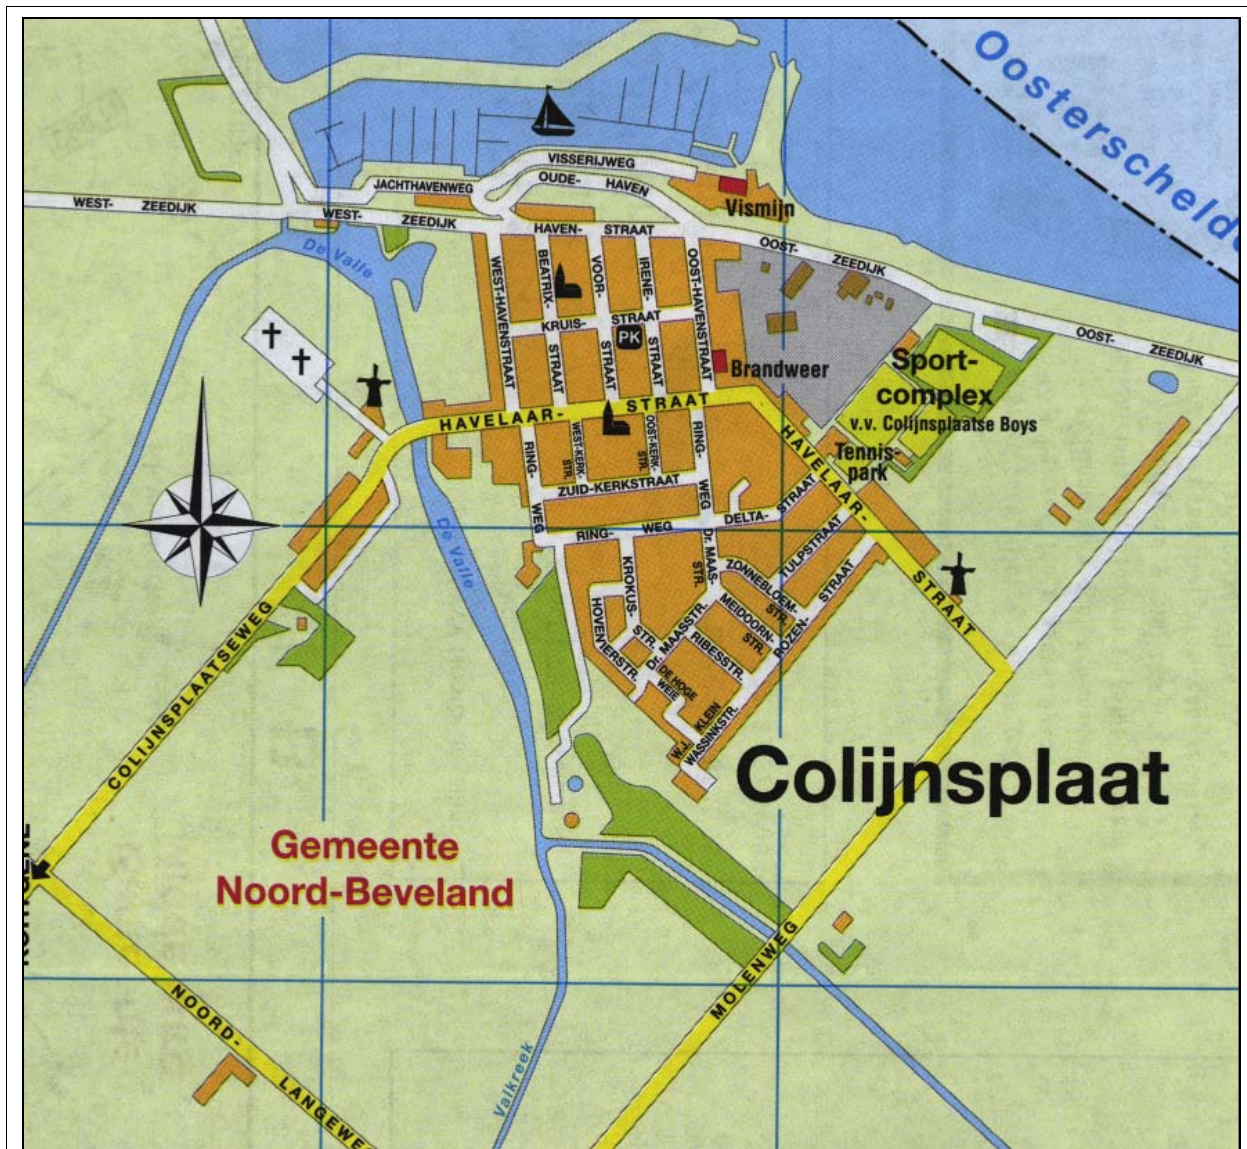 Oosterschelde
VISSERIJWEG
JACHTHAVENWEG
OUDE- HAVEN
Vismijn
WEST- ZEEDIJK
WEST- ZEEDIJK
HAVEN- STRAAT
OOST- ZEEDIJK
De Valle
WEST-HAVENSTRAAT
BEATRIX- STRAAT
VOOR- STRAAT
IRENE- STRAAT
OOST-HAVENSTRAAT
KRUIS- STRAAT
PK
OOST- ZEEDIJK
Brandweer
Sport-
complex
v.v. Colijnsplaatse Boys
Tennis-
park
HAVELAAR- STRAAT
HAVELAAR- STRAAT
RING- WEG
WEST-KERK-
STR.
OOST-KERK-
STR.
RING- WEG
ZUID-KERKSTRAAT
RING- WEG
DELTA- STRAAT
De Valle
Dr. MAAS-
STR.
TULPSTRAAT
ZONNEBLOEM-
STR.
KROKUS-
STR.
HOVENIERSTR.
MEIDOORN-
STR.
ROZEN- STRAAT
Dr. MAASSTR.
RIBESSTR.
DE HOGE
WEIE
W.J. KLEIN
WASSINKSTR.
COLIJNSPLAATSEWEG
Colijnsplaat
Gemeente
Noord-Beveland
MOLENWEG
NOORD- LANGEWEG
Valkreek